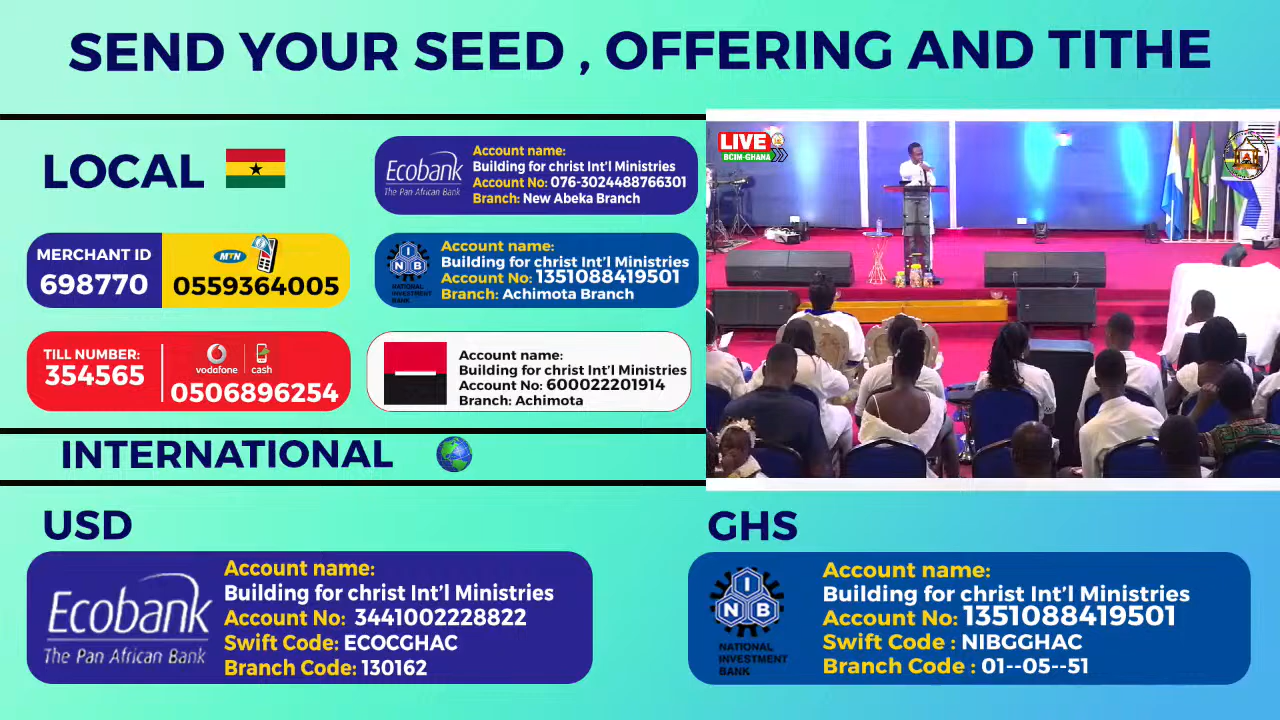 SEND YOUR SEED , OFFERING AND TITHE
LOCAL
MERCHANT ID
698770
MTN
0559364005
TILL NUMBER:
354565
vodafone
cash
0506896254
Ecobank
The Pan African Bank
Account name:
Building for christ Int'l Ministries
Account No: 076-3024488766301
Branch: New Abeka Branch
NIB
NATIONAL
INVESTMENT
BANK
Account name:
Building for christ Int'l Ministries
Account No: 1351088419501
Branch: Achimota Branch
Account name:
Building for christ Int'l Ministries
Account No: 600022201914
Branch: Achimota
LIVE
BCIM-GHANA
INTERNATIONAL
USD
Ecobank
The Pan African Bank
Account name:
Building for christ Int'l Ministries
Account No: 3441002228822
Swift Code: ECOCGHAC
Branch Code: 130162
GHS
NIB
NATIONAL
INVESTMENT
BANK
Account name:
Building for christ Int'l Ministries
Account No: 1351088419501
Swift Code : NIBGGHAC
Branch Code : 01--05--51